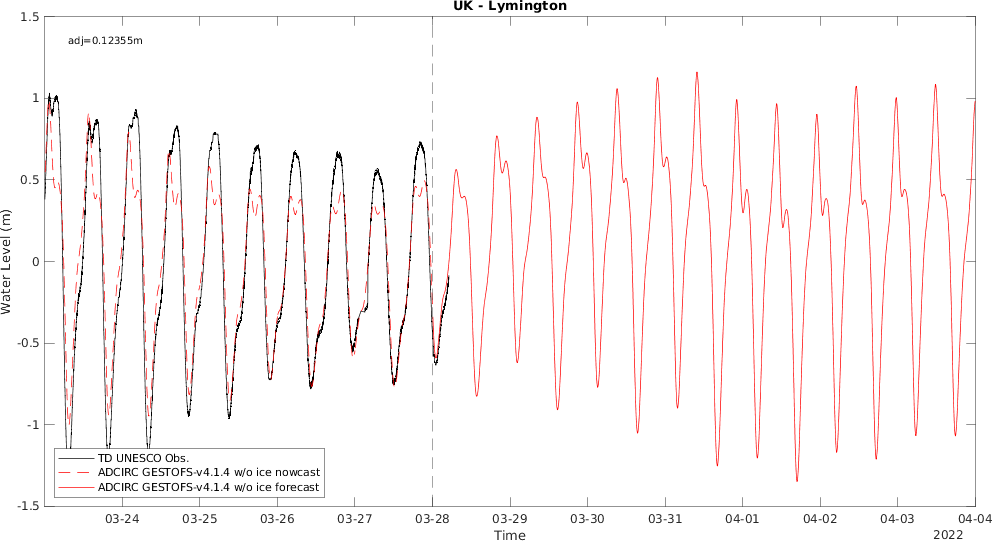 UK - Lymington
adj=0.12355m
1.5
1
0.5
0
-0.5
-1
-1.5
Water Level (m)
TD UNESCO Obs.
ADCIRC GESTOFS-v4.1.4 w/o ice nowcast
ADCIRC GESTOFS-v4.1.4 w/o ice forecast
03-24 03-25 03-26 03-27 03-28 03-29 03-30 03-31 04-01 04-02 04-03 04-04
Time
2022